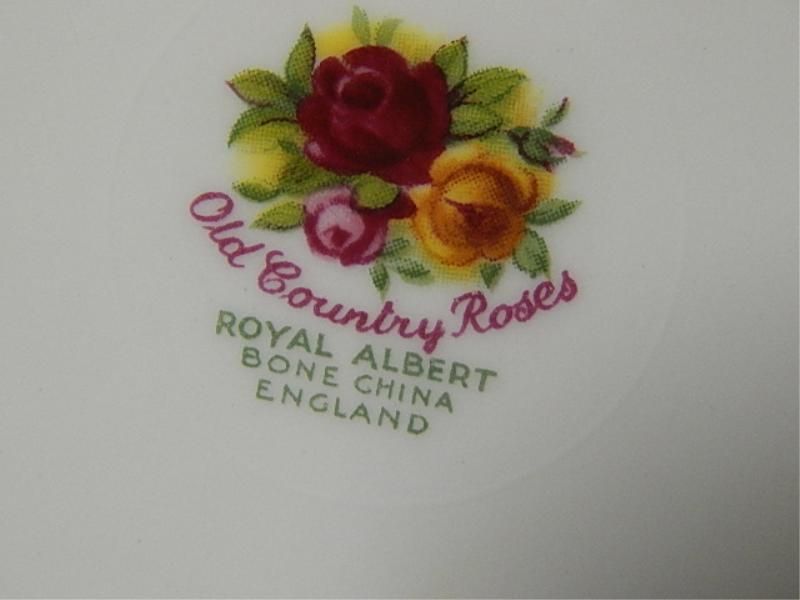 Old Country Roses
ROYAL ALBERT
BONE CHINA
ENGLAND